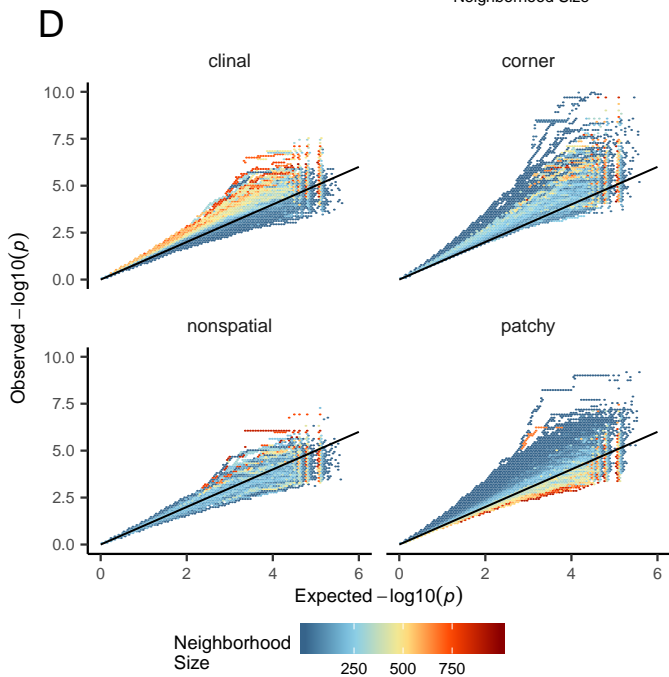 Neighborhood Size
D
clinal
corner
10.0
7.5
5.0
2.5
0.0
nonspatial
patchy
10.0
7.5
5.0
2.5
0.0
Observed −log10(p)
0 2 4 6 0 2 4 6
Expected −log10(p)
Neighborhood
Size
250 500 750